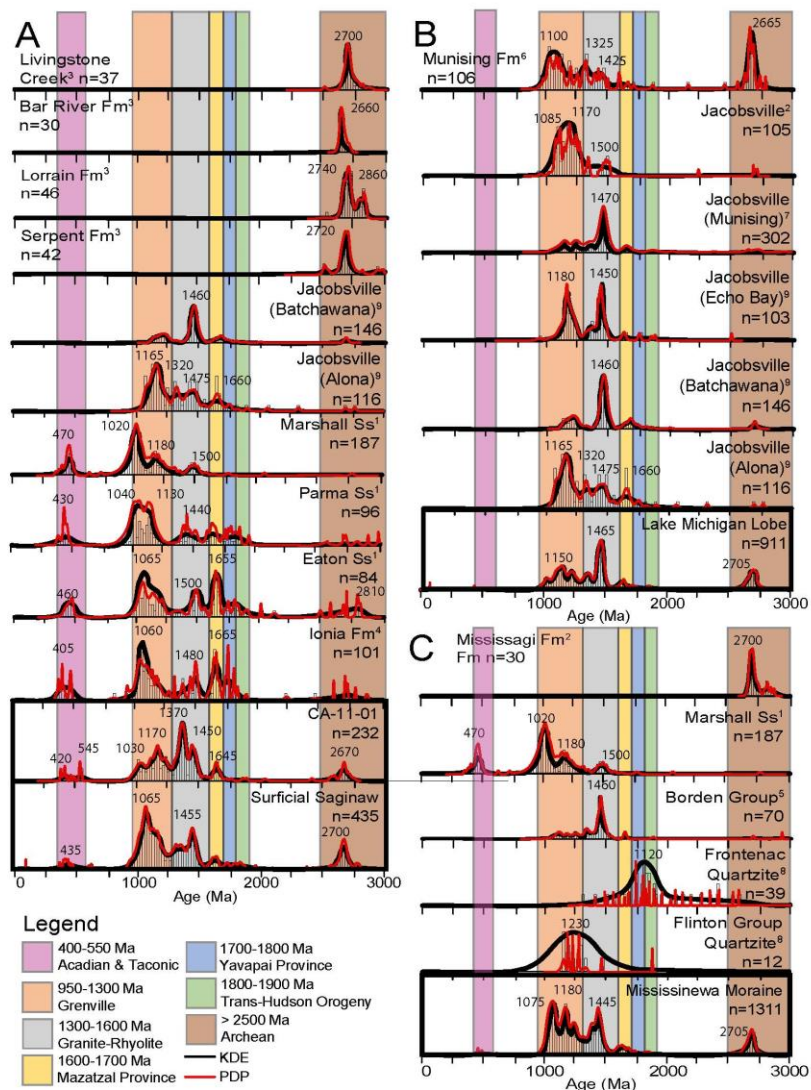 A
Livingstone
Creek³ n=37
2700
Bar River Fm³
n=30
2660
Lorrain Fm³
n=46
2740
2860
Serpent Fm³
n=42
2720
Jacobsville
(Batchawana)⁹
n=146
1460
Jacobsville
(Alona)⁹
n=116
1165
1320
1475
1660
Marshall Ss¹
n=187
470
1020
1180
1500
Parma Ss¹
n=96
430
1040
1130
1440
Eaton Ss¹
n=84
460
1065
1500
1655
2810
Ionia Fm⁴
n=101
405
1060
1480
1665
CA-11-01
n=232
420
545
1030
1170
1370
1450
1645
2670
Surficial Saginaw
n=435
435
1065
1455
2700
0 1000 2000 3000
Age (Ma)
Legend
400-550 Ma
Acadian & Taconic
950-1300 Ma
Grenville
1300-1600 Ma
Granite-Rhyolite
1600-1700 Ma
Mazatzal Province
1700-1800 Ma
Yavapai Province
1800-1900 Ma
Trans-Hudson Orogeny
> 2500 Ma
Archean
KDE
PDP
B
Munising Fm⁶
n=106
1100
1325
1425
2665
Jacobsville²
n=105
1085
1170
1500
Jacobsville
(Munising)⁷
n=302
1470
Jacobsville
(Echo Bay)⁹
n=103
1180
1450
Jacobsville
(Batchawana)⁹
n=146
1460
Jacobsville
(Alona)⁹
n=116
1165
1320
1475
1660
Lake Michigan Lobe
n=911
1150
1465
2705
0 1000 2000 3000
Age (Ma)
C
Mississagi Fm²
Fm n=30
2700
Marshall Ss¹
n=187
470
1020
1180
1500
Borden Group⁵
n=70
1460
Frontenac
Quartzite⁸
n=39
1120
Flinton Group
Quartzite⁸
n=12
1230
Mississinewa Moraine
n=1311
1075
1180
1445
2705
0 1000 2000 3000
Age (Ma)